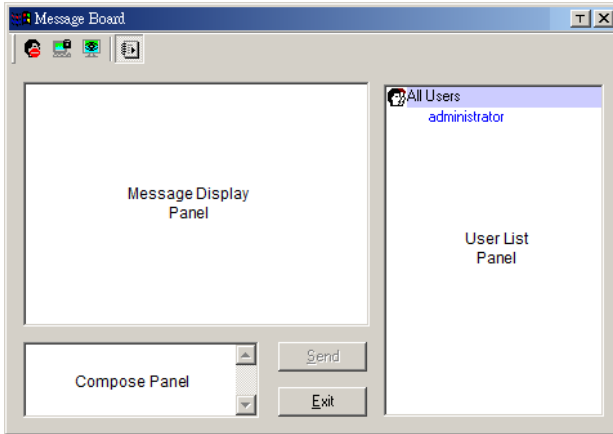 Message Board
T X
All Users
administrator
Message Display
Panel
User List
Panel
Compose Panel
Send
Exit